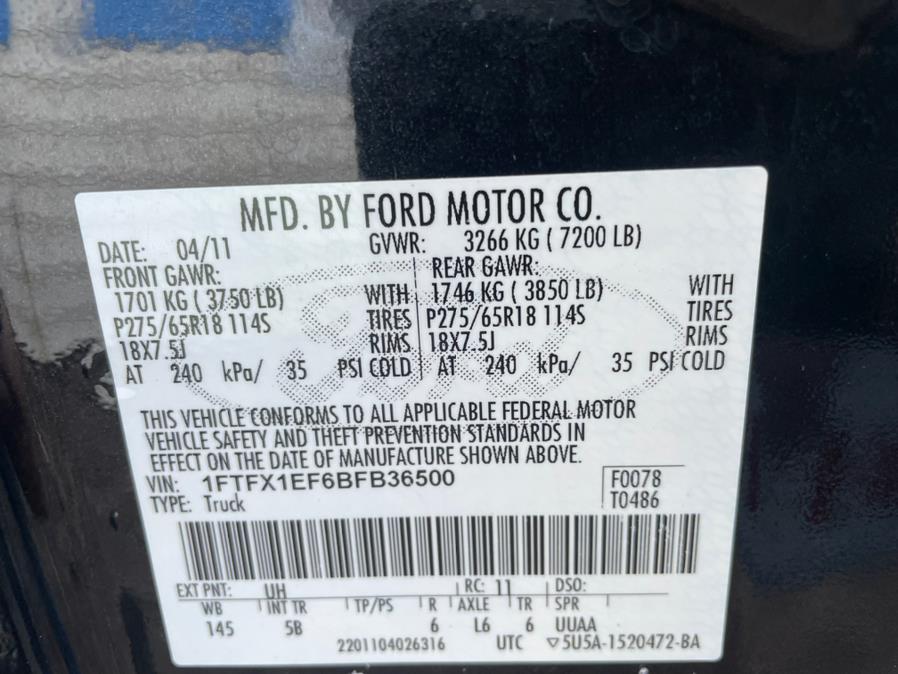 MFD. BY FORD MOTOR CO.
DATE: 04/11 GVWR: 3266 KG ( 7200 LB)
FRONT GAWR: REAR GAWR:
1701 KG ( 3750 LB) WITH 1746 KG ( 3850 LB) WITH
P275/65R18 114S TIRES P275/65R18 114S TIRES
18X7.5J RIMS 18X7.5J RIMS
AT 240 kPa/ 35 PSI COLD AT 240 kPa/ 35 PSI COLD
THIS VEHICLE CONFORMS TO ALL APPLICABLE FEDERAL MOTOR
VEHICLE SAFETY AND THEFT PREVENTION STANDARDS IN
EFFECT ON THE DATE OF MANUFACTURE SHOWN ABOVE.
VIN: 1FTFX1EF6BFB36500 F0078
TYPE: Truck T0486
EXT PNT: UH RC: 11 DSO:
WB INT TR TP/PS R AXLE TR SPR
145 5B 6 L6 6 UUAA
2201104026316 UTC ▽5U5A-1520472-BA